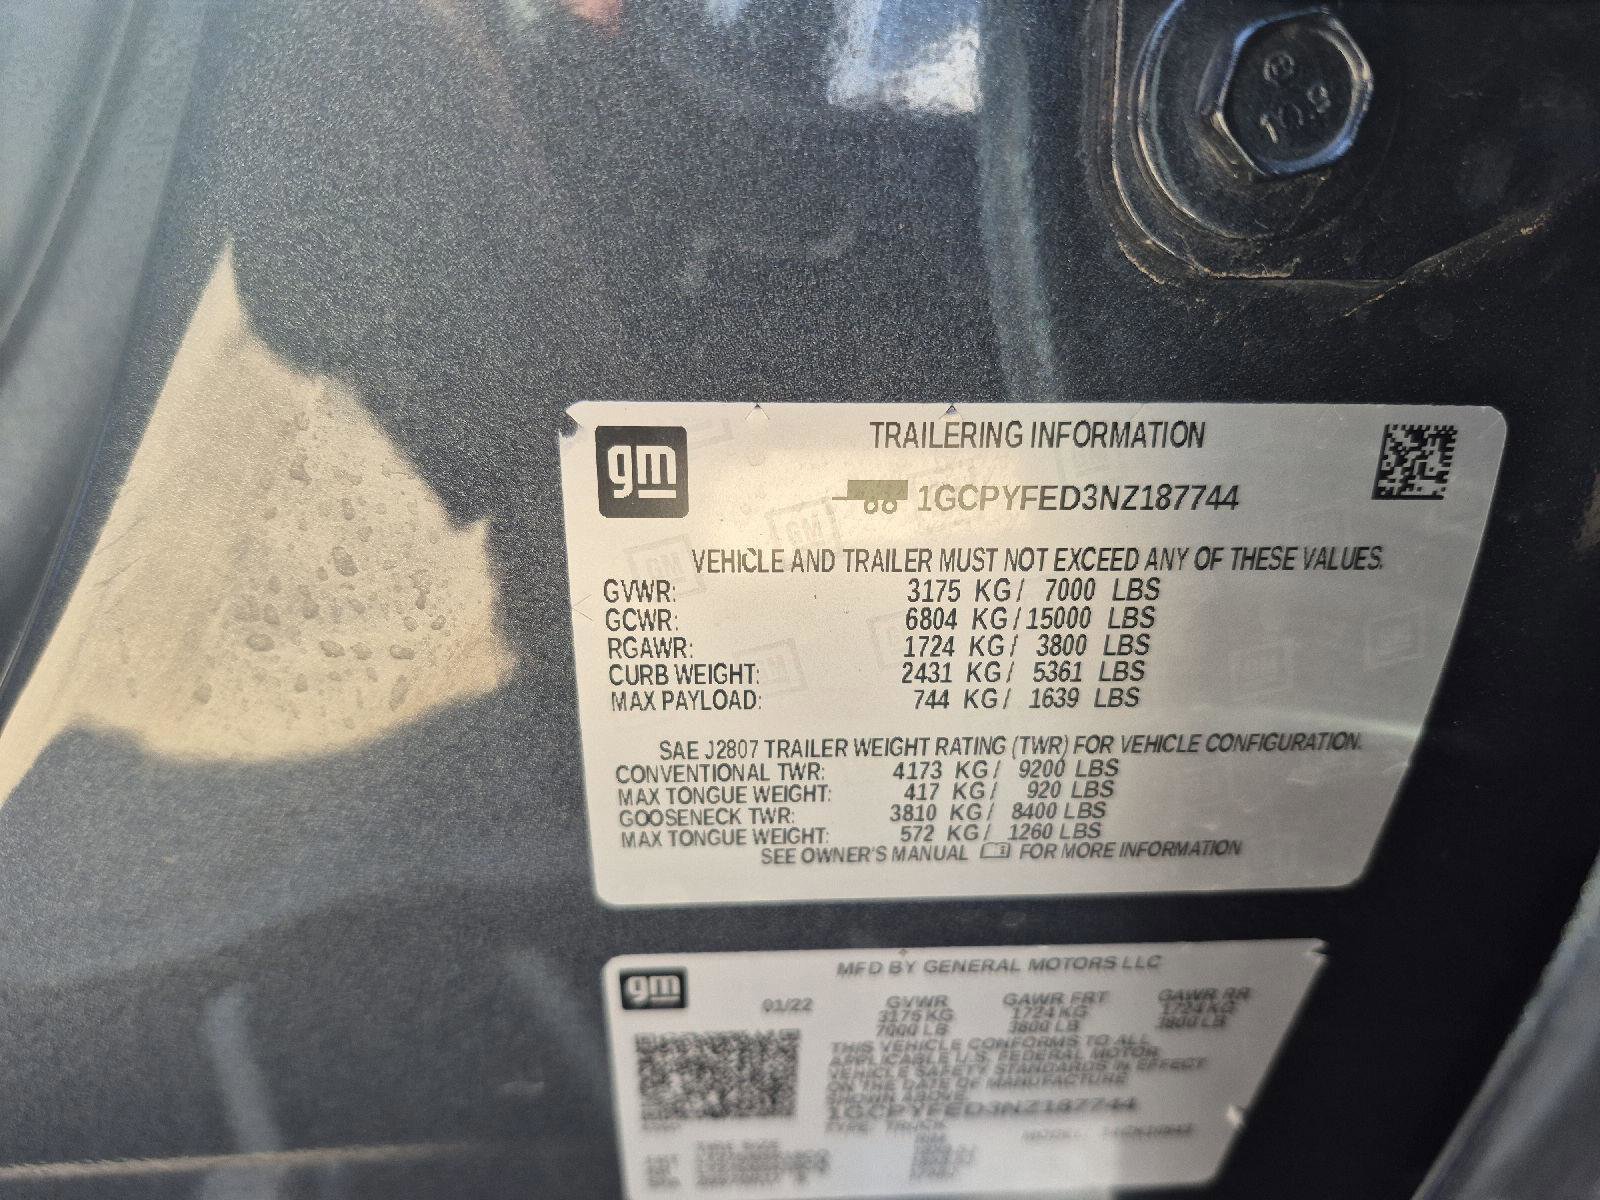 10.9
gm
TRAILERING INFORMATION
1GCPYFED3NZ187744
VEHICLE AND TRAILER MUST NOT EXCEED ANY OF THESE VALUES.
GVWR: 3175 KG/ 7000 LBS
GCWR: 6804 KG/ 15000 LBS
RGAWR: 1724 KG/ 3800 LBS
CURB WEIGHT: 2431 KG/ 5361 LBS
MAX PAYLOAD: 744 KG/ 1639 LBS
SAE J2807 TRAILER WEIGHT RATING (TWR) FOR VEHICLE CONFIGURATION.
CONVENTIONAL TWR: 4173 KG/ 9200 LBS
MAX TONGUE WEIGHT: 417 KG/ 920 LBS
GOOSENECK TWR: 3810 KG/ 8400 LBS
MAX TONGUE WEIGHT: 572 KG/ 1260 LBS
SEE OWNER'S MANUAL FOR MORE INFORMATION
gm
MFD BY GENERAL MOTORS LLC
01/22 GVWR GAWR FRT GAWR RR
3175 KG 1724 KG 1724 KG
7000 LB 3800 LB 3800 LB
THIS VEHICLE CONFORMS TO ALL
APPLICABLE U.S. FEDERAL MOTOR
VEHICLE SAFETY STANDARDS IN EFFECT
ON THE DATE OF MANUFACTURE
SHOWN ABOVE.
1GCPYFED3NZ187744
TYPE: TRUCK